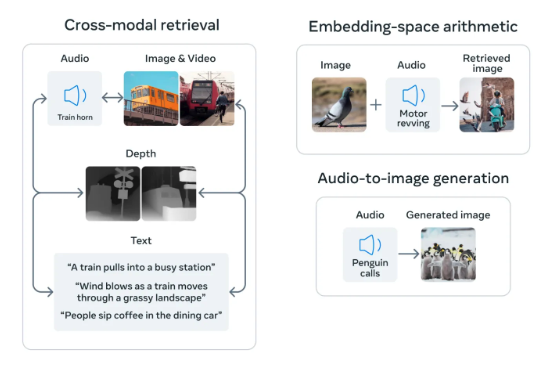 Cross-modal retrieval
Audio
Image & Video
Train horn
Depth
Text
“A train pulls into a busy station”
“Wind blows as a train moves
through a grassy landscape”
“People sip coffee in the dining car”
Embedding-space arithmetic
Image
Audio
Retrieved
image
+
Motor
revving
Audio-to-image generation
Audio
Generated image
Penguin
calls